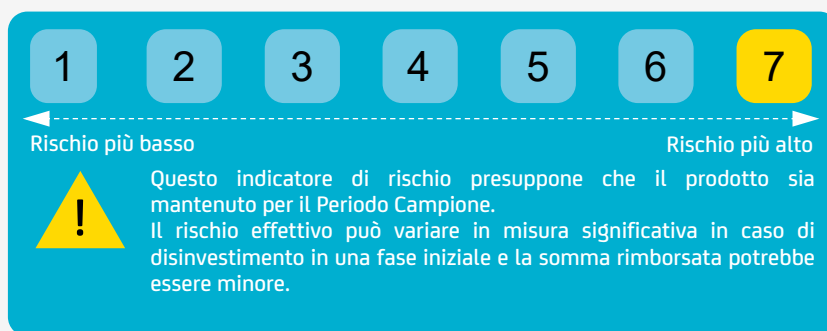 1 2 3 4 5 6 7
Rischio più basso Rischio più alto
!
Questo indicatore di rischio presuppone che il prodotto sia
mantenuto per il Periodo Campione.
Il rischio effettivo può variare in misura significativa in caso di
disinvestimento in una fase iniziale e la somma rimborsata potrebbe
essere minore.